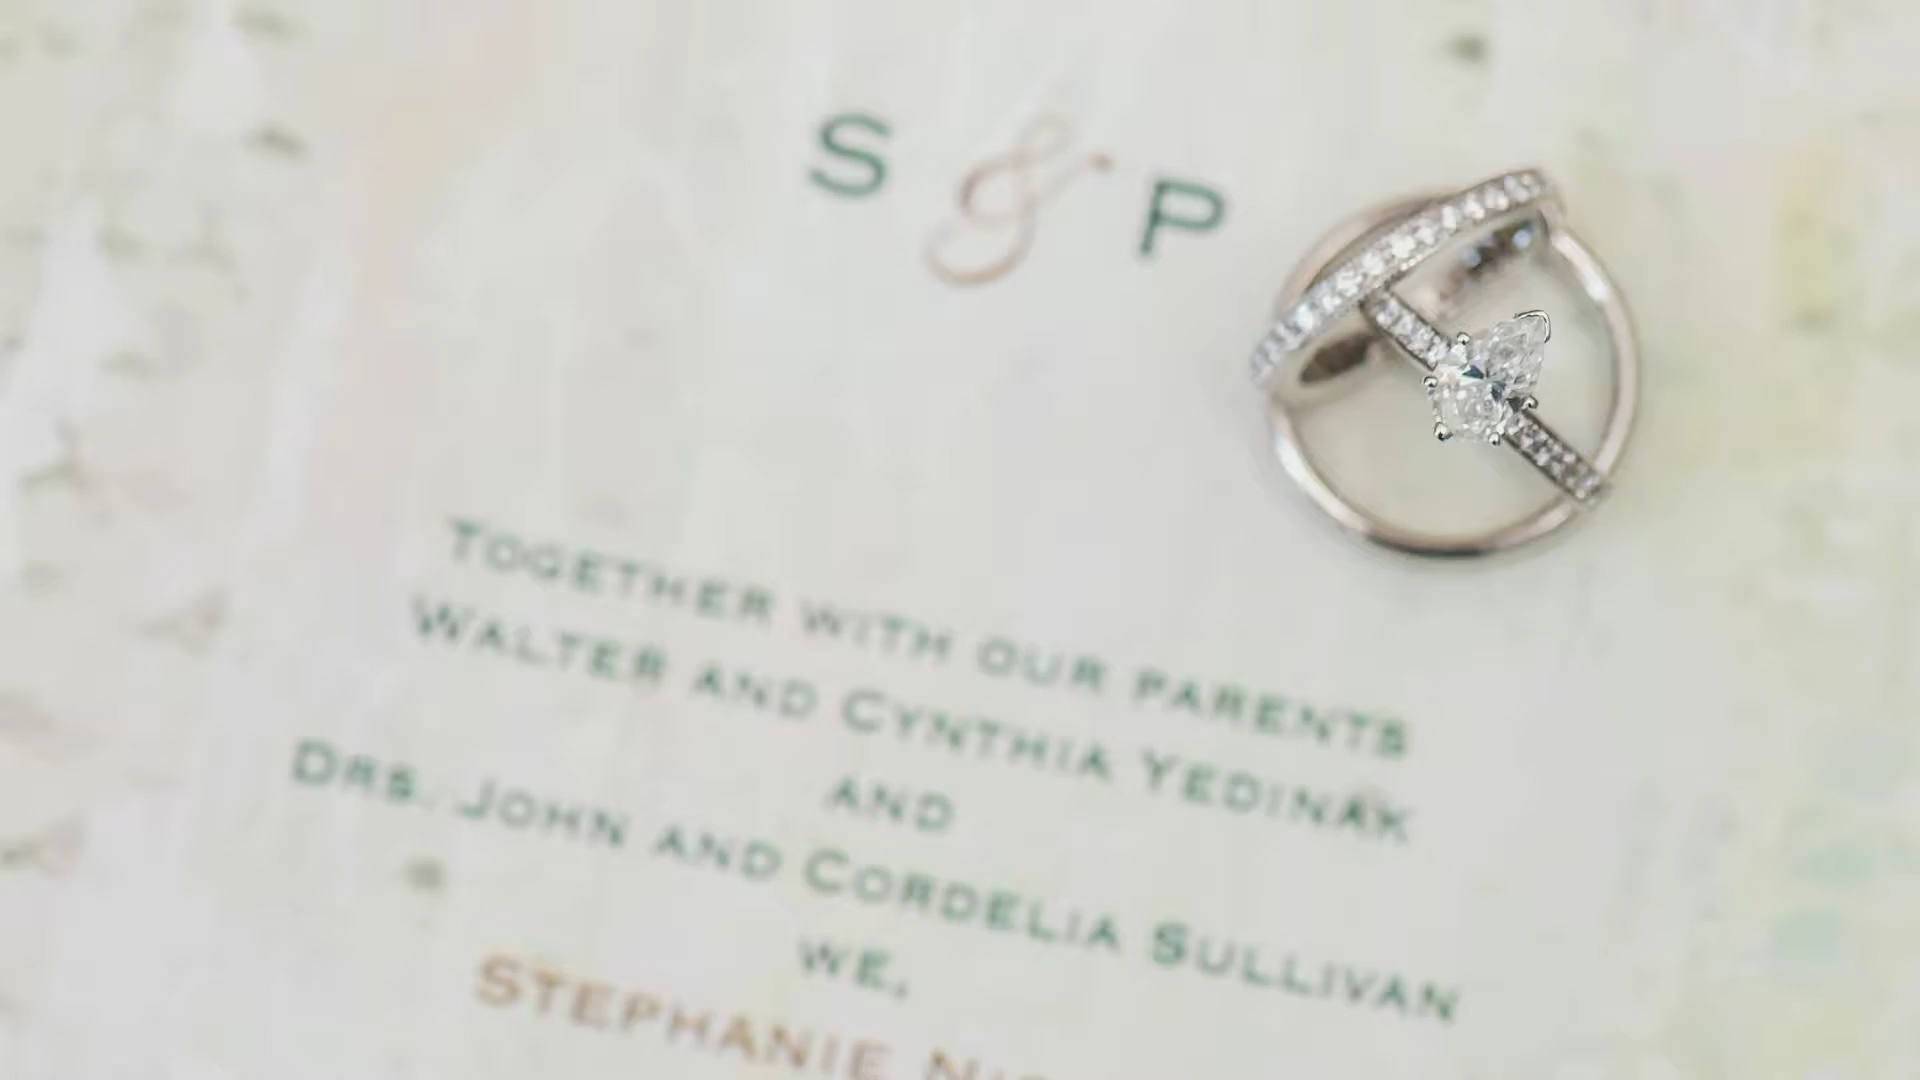 S & P
Together with our parents
Walter and Cynthia Yedinak
and
Drs. John and Cordelia Sullivan
we,
Stephanie